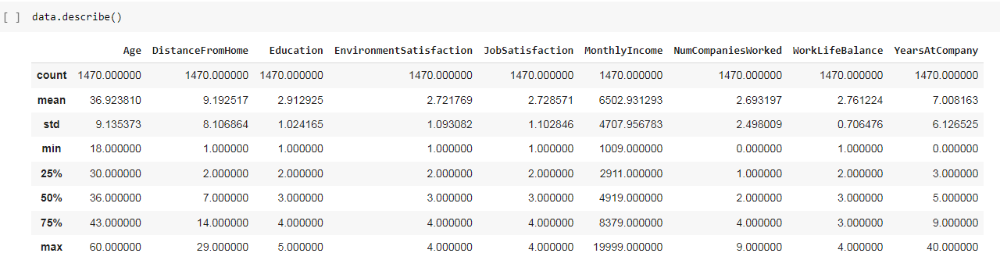 [ ] data.describe()
Age DistanceFromHome Education EnvironmentSatisfaction JobSatisfaction MonthlyIncome NumCompaniesWorked WorkLifeBalance YearsAtCompany
count 1470.000000 1470.000000 1470.000000 1470.000000 1470.000000 1470.000000 1470.000000 1470.000000 1470.000000
mean 36.923810 9.192517 2.912925 2.721769 2.728571 6502.931293 2.693197 2.761224 7.008163
std 9.135373 8.106864 1.024165 1.093082 1.102846 4707.956783 2.498009 0.706476 6.126525
min 18.000000 1.000000 1.000000 1.000000 1.000000 1009.000000 0.000000 1.000000 0.000000
25% 30.000000 2.000000 2.000000 2.000000 2.000000 2911.000000 1.000000 2.000000 3.000000
50% 36.000000 7.000000 3.000000 3.000000 3.000000 4919.000000 2.000000 3.000000 5.000000
75% 43.000000 14.000000 4.000000 4.000000 4.000000 8379.000000 4.000000 3.000000 9.000000
max 60.000000 29.000000 5.000000 4.000000 4.000000 19999.000000 9.000000 4.000000 40.000000